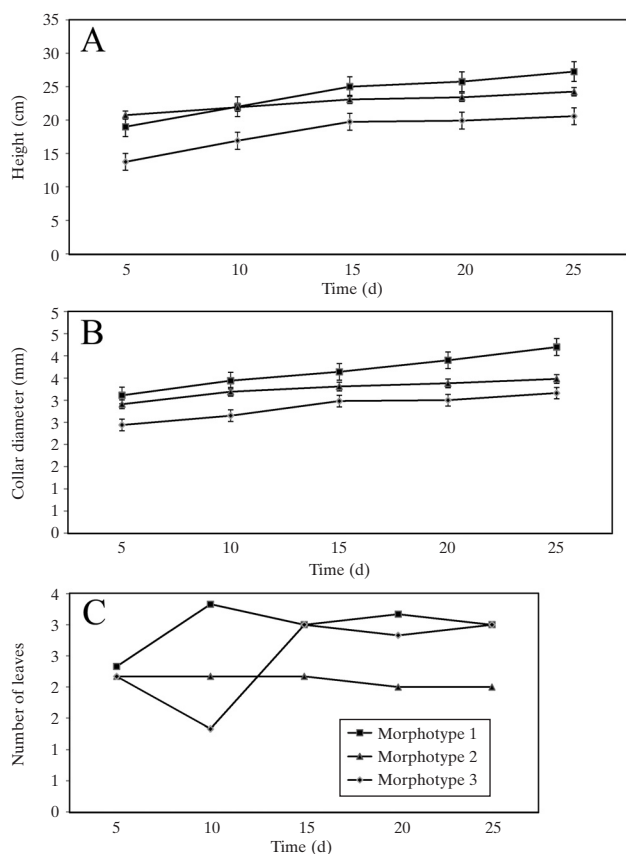 A
35
30
25
20
15
10
5
0
Height (cm)
5 10 15 20 25
Time (d)
B
5
5
4
4
3
3
2
2
1
1
0
Collar diameter (mm)
5 10 15 20 25
Time (d)
C
4
3
3
2
2
1
1
0
Number of leaves
Morphotype 1
Morphotype 2
Morphotype 3
5 10 15 20 25
Time (d)